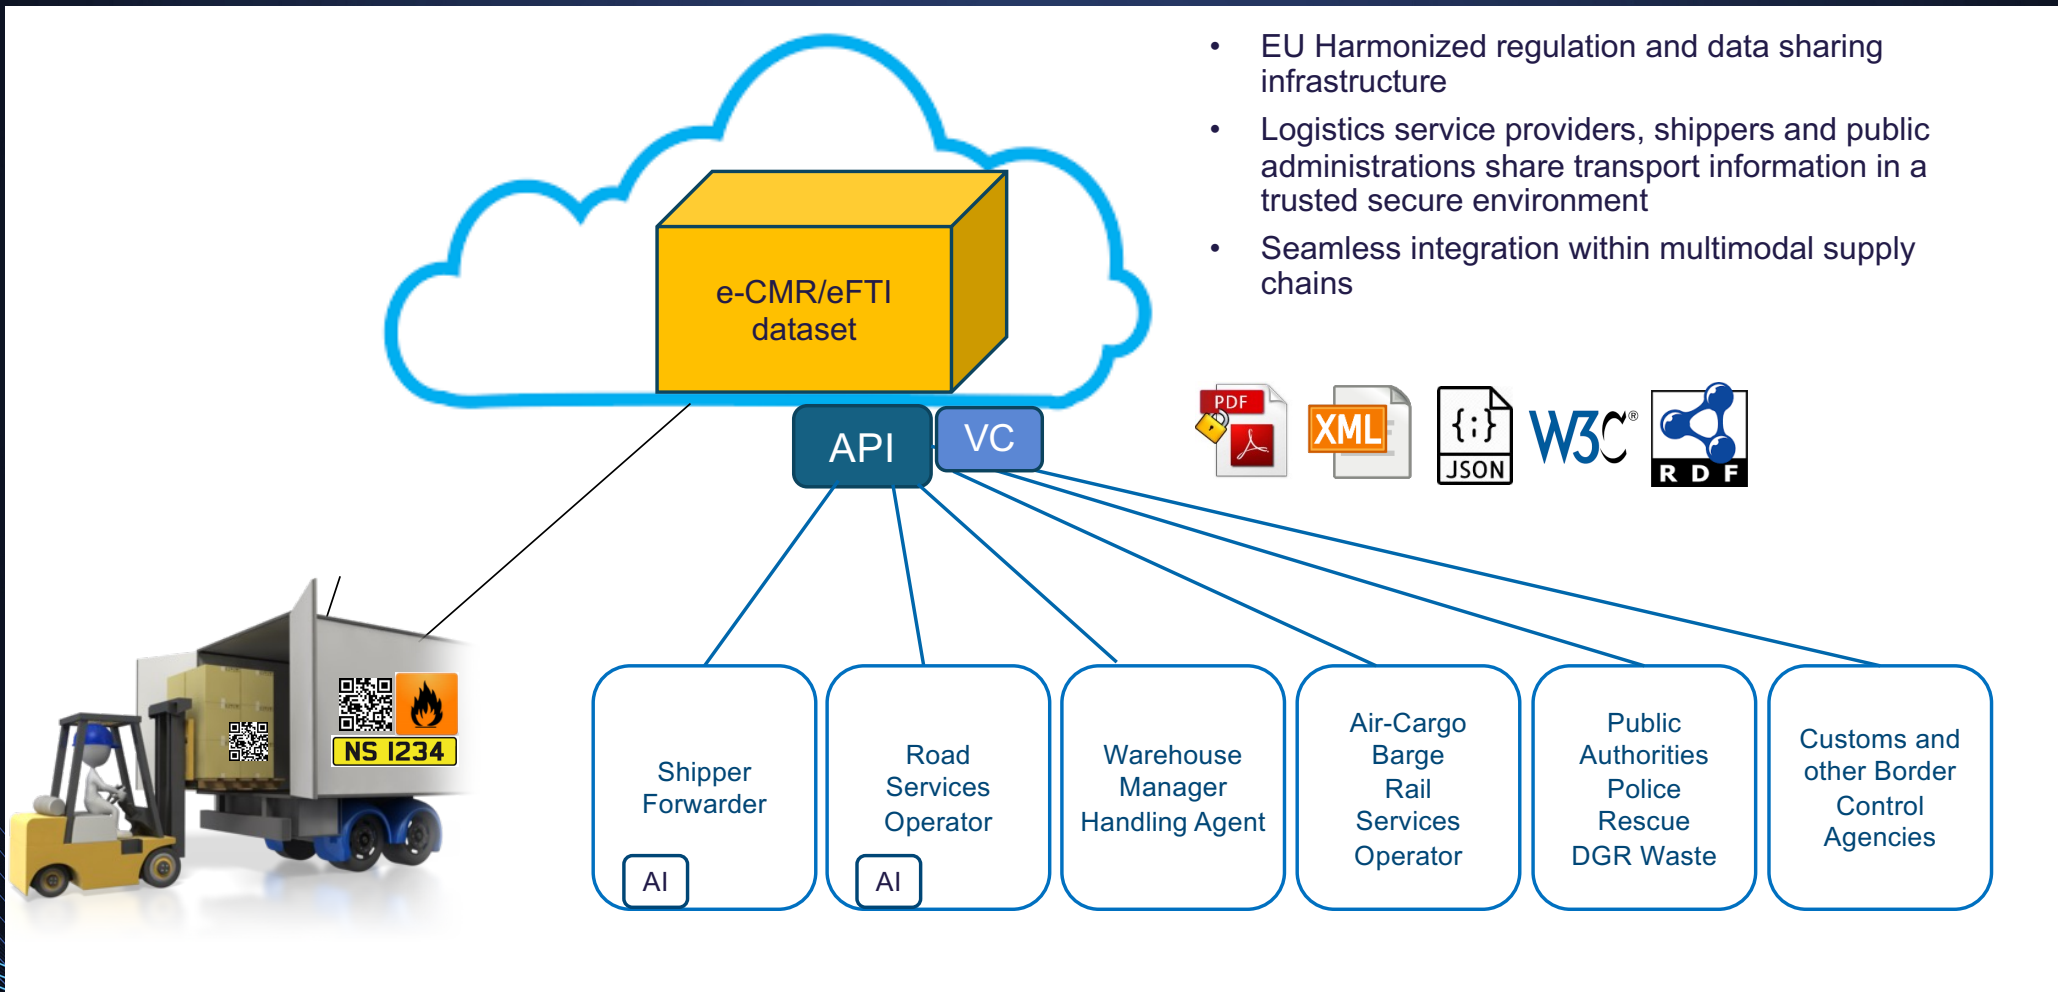 • EU Harmonized regulation and data sharing
infrastructure
• Logistics service providers, shippers and public
administrations share transport information in a
trusted secure environment
• Seamless integration within multimodal supply
chains
e-CMR/eFTI
dataset
API
VC
PDF
XML
{;}
JSON
W3C®
RDF
NS 1234
Shipper
Forwarder
AI
Road
Services
Operator
AI
Warehouse
Manager
Handling Agent
Air-Cargo
Barge
Rail
Services
Operator
Public
Authorities
Police
Rescue
DGR Waste
Customs and
other Border
Control
Agencies